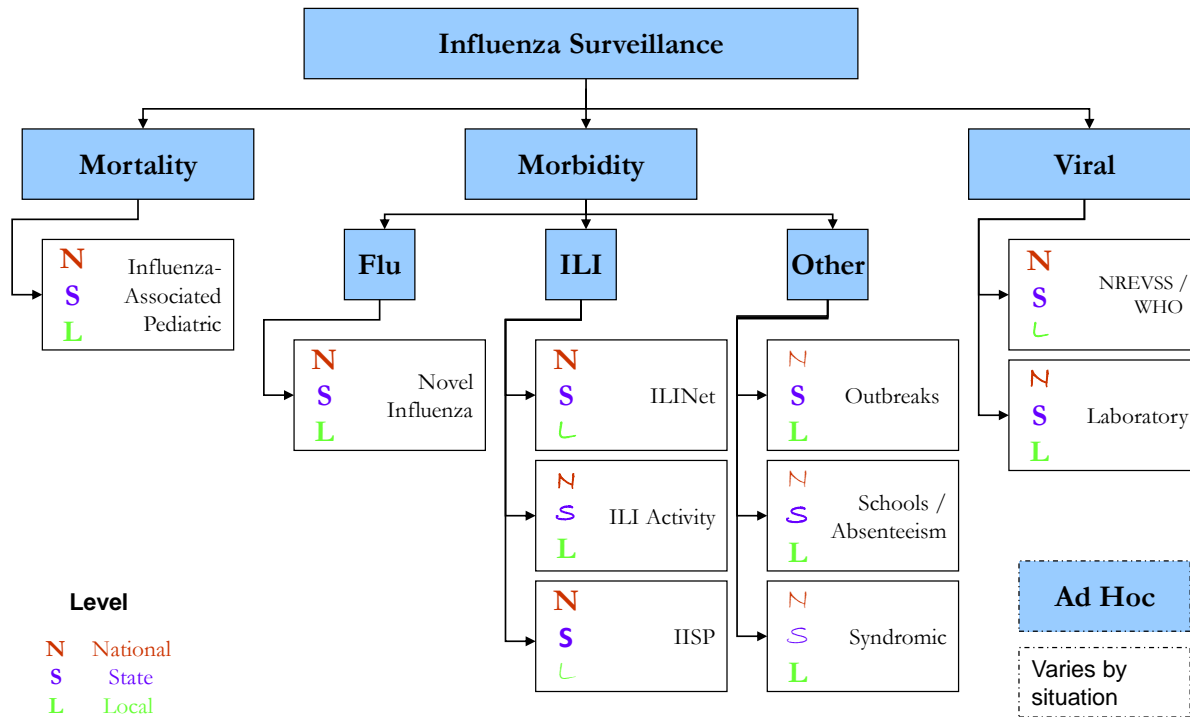 Influenza Surveillance
Mortality
Morbidity
Viral
N
S
L
Influenza-
Associated
Pediatric
Flu
ILI
Other
N
S
L
Novel
Influenza
N
S
L
ILINet
N
S
L
ILI Activity
N
S
L
IISP
N
S
L
Outbreaks
N
S
L
Schools /
Absenteeism
N
S
L
Syndromic
N
S
L
NREVSS /
WHO
N
S
L
Laboratory
Level
N National
S State
L Local
Ad Hoc
Varies by
situation